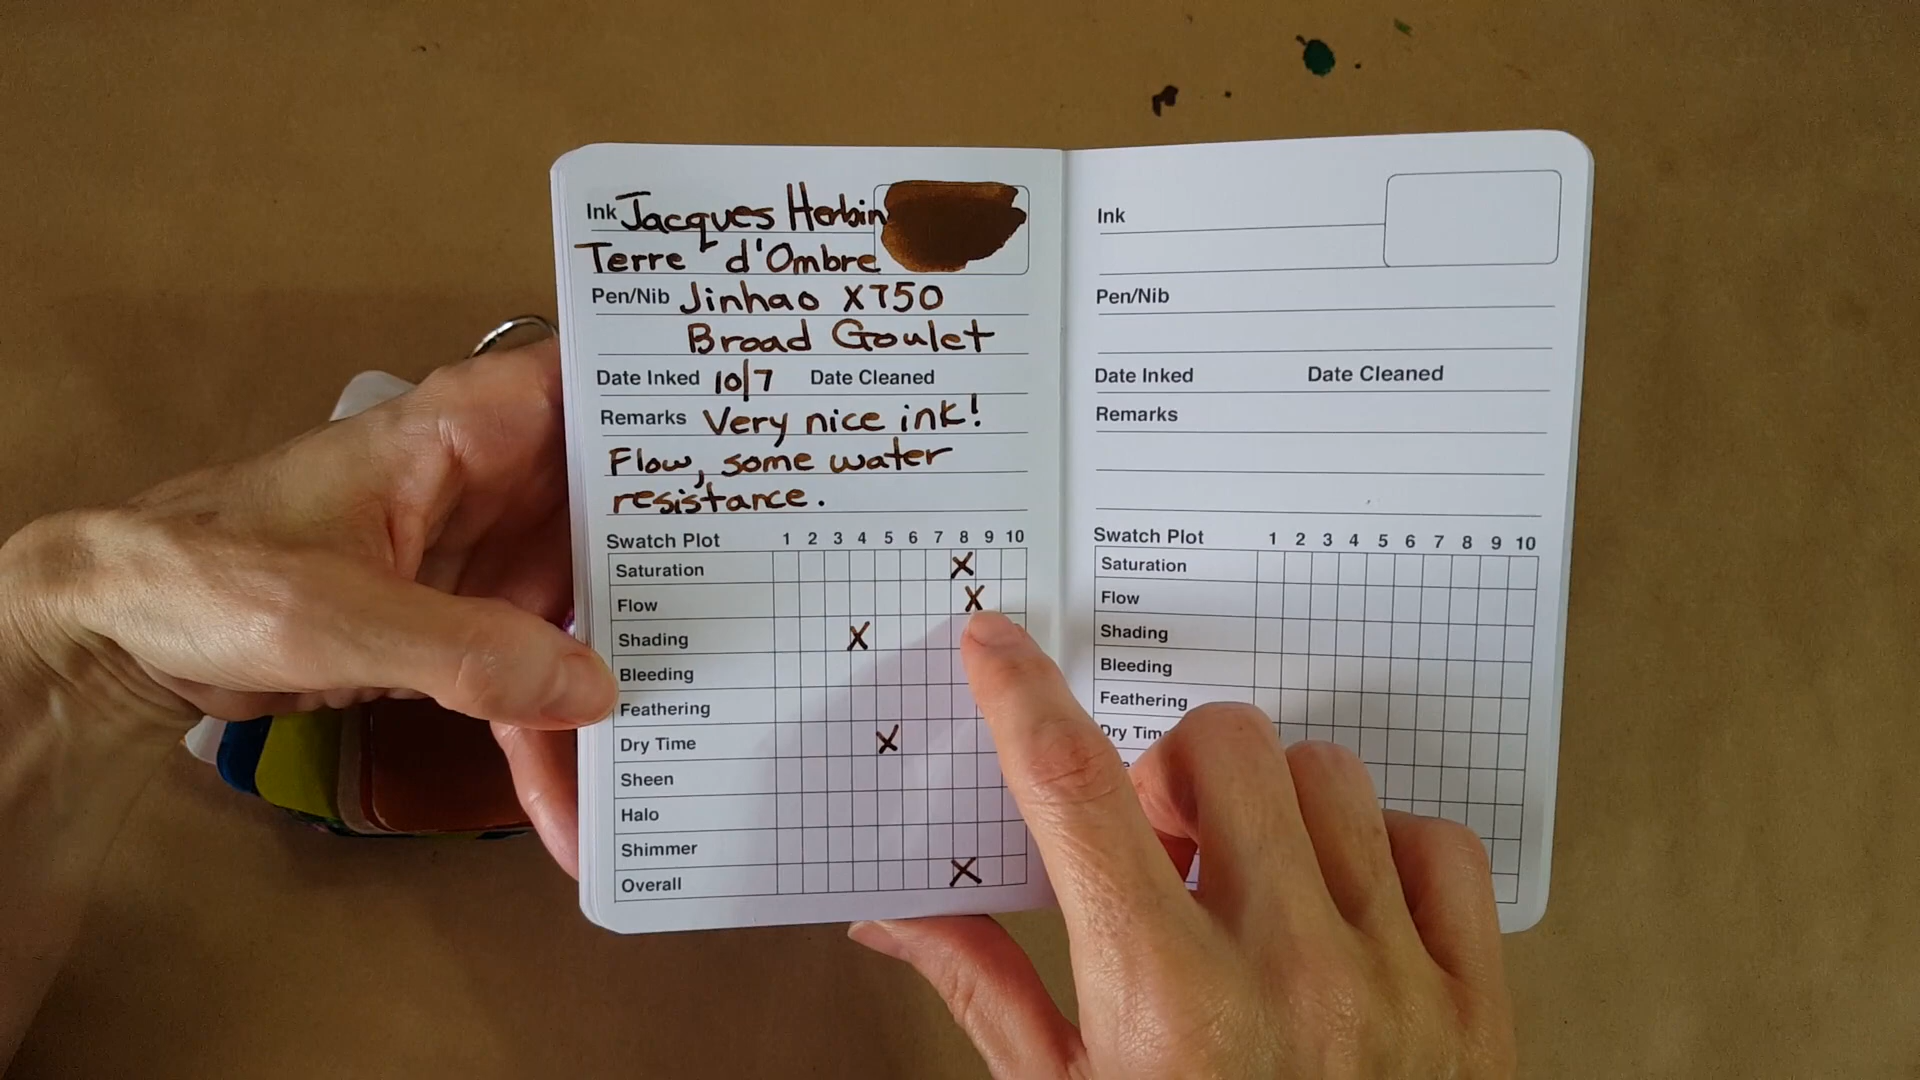 Ink Jacques Herbin
Terre d'Ombre
Pen/Nib Jinhao X750
Broad Goulet
Date Inked 10/7 Date Cleaned
Remarks Very nice ink!
Flow, some water
resistance.
Swatch Plot 1 2 3 4 5 6 7 8 9 10
Saturation X
Flow X
Shading X
Bleeding
Feathering
Dry Time X
Sheen
Halo
Shimmer
Overall X
Ink
Pen/Nib
Date Inked Date Cleaned
Remarks
Swatch Plot 1 2 3 4 5 6 7 8 9 10
Saturation
Flow
Shading
Bleeding
Feathering
Dry Tim